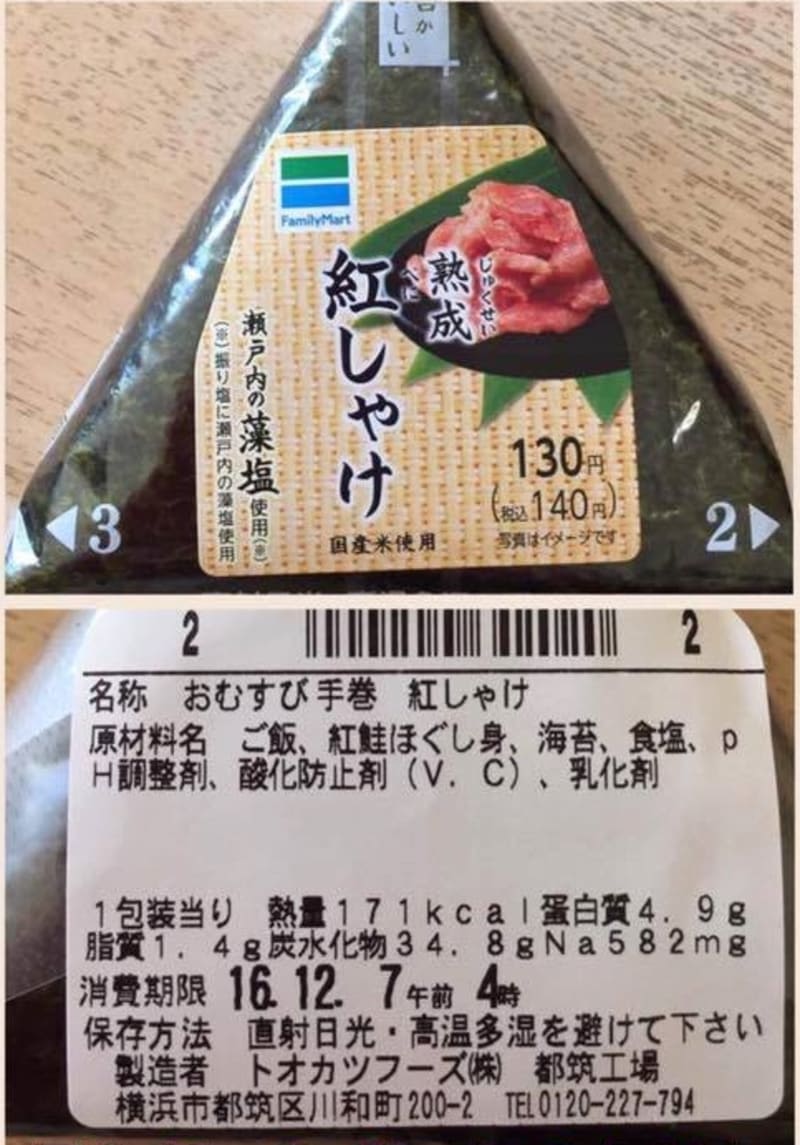 しい
FamilyMart
熟成
じゅくせい
紅しゃけ
べに
瀬戸内の藻塩使用(※)
(※)振り塩に瀬戸内の藻塩使用
130円
(税込140円)
写真はイメージです
国産米使用
3
2
2 2
名称 おむすび 手巻 紅しゃけ
原材料名 ご飯、紅鮭ほぐし身、海苔、食塩、p
H調整剤、酸化防止剤(V.C)、乳化剤
1包装当り 熱量171kcal蛋白質4.9g
脂質1.4g炭水化物34.8gNa582mg
消費期限 16.12. 7午前 4時
保存方法 直射日光・高温多湿を避けて下さい
製造者 トオカツフーズ㈱ 都筑工場
横浜市都筑区川和町200-2 TEL0120-227-794